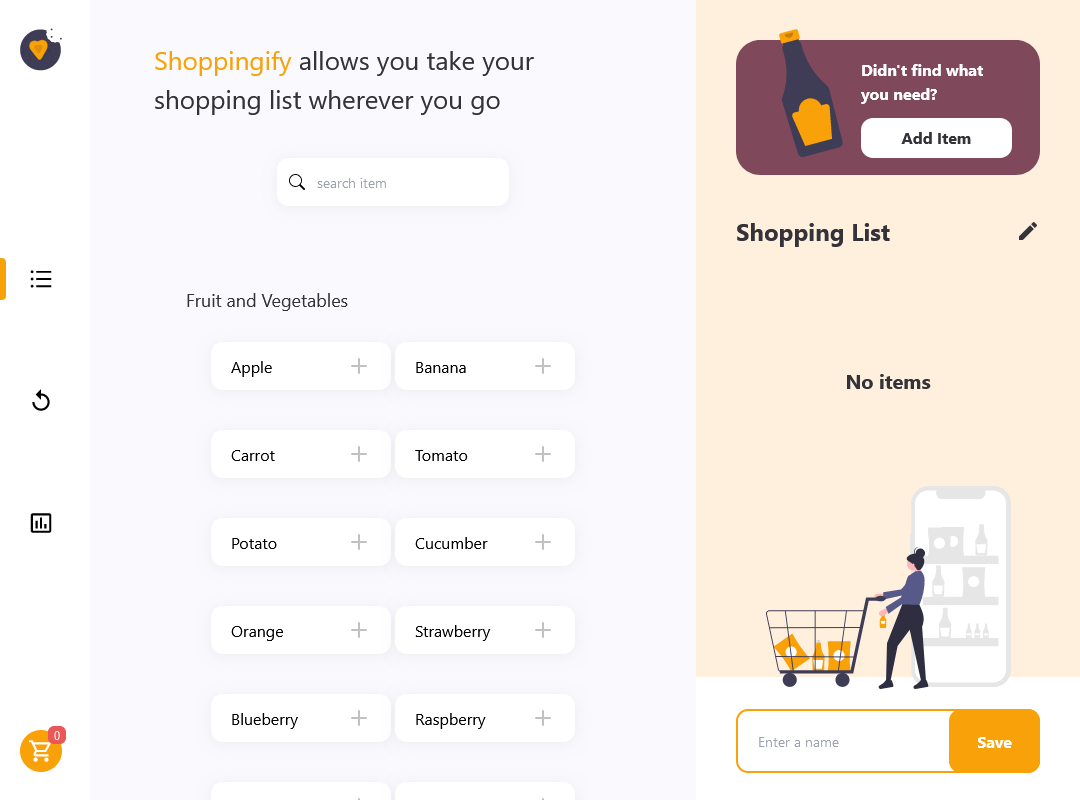 Shoppingify allows you take your
shopping list wherever you go
search item
Fruit and Vegetables
Apple
Banana
Carrot
Tomato
Potato
Cucumber
Orange
Strawberry
Blueberry
Raspberry
0
Didn't find what
you need?
Add Item
Shopping List
No items
Enter a name
Save